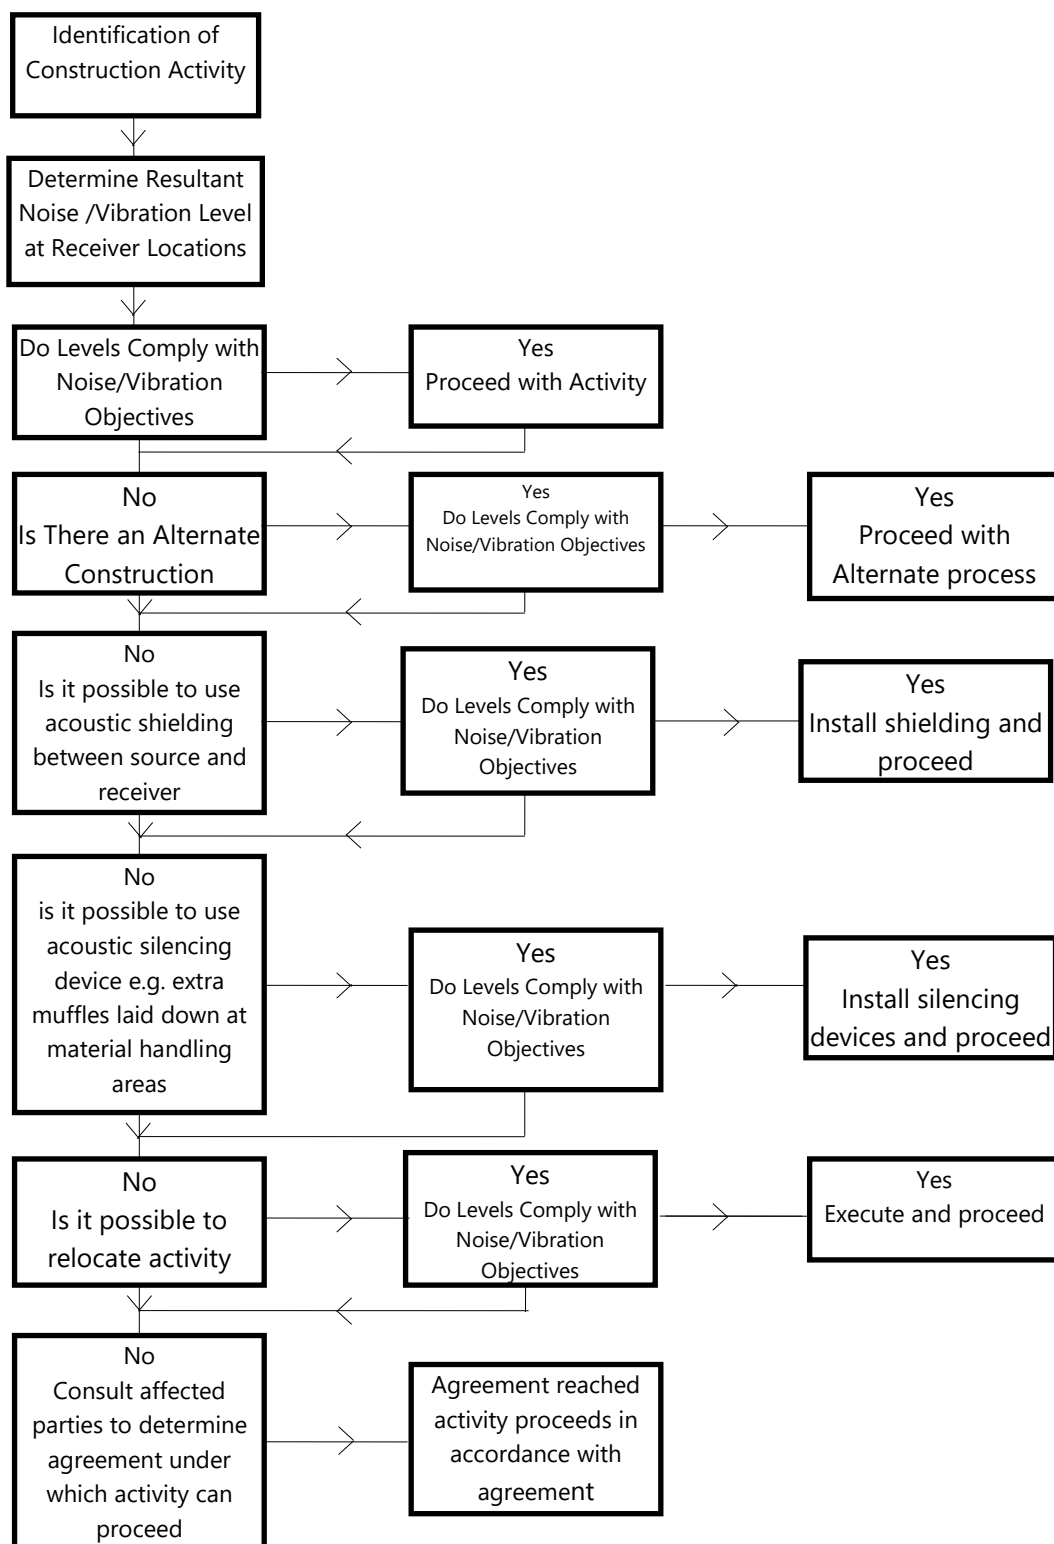 Identification of
Construction Activity
Determine Resultant
Noise /Vibration Level
at Receiver Locations
Do Levels Comply with
Noise/Vibration
Objectives
Yes
Proceed with Activity
No
Is There an Alternate
Construction
Yes
Do Levels Comply with
Noise/Vibration Objectives
Yes
Proceed with
Alternate process
No
Is it possible to use
acoustic shielding
between source and
receiver
Yes
Do Levels Comply with
Noise/Vibration
Objectives
Yes
Install shielding and
proceed
No
is it possible to use
acoustic silencing
device e.g. extra
muffles laid down at
material handling
areas
Yes
Do Levels Comply with
Noise/Vibration
Objectives
Yes
Install silencing
devices and proceed
No
Is it possible to
relocate activity
Yes
Do Levels Comply with
Noise/Vibration
Objectives
Yes
Execute and proceed
No
Consult affected
parties to determine
agreement under
which activity can
proceed
Agreement reached
activity proceeds in
accordance with
agreement